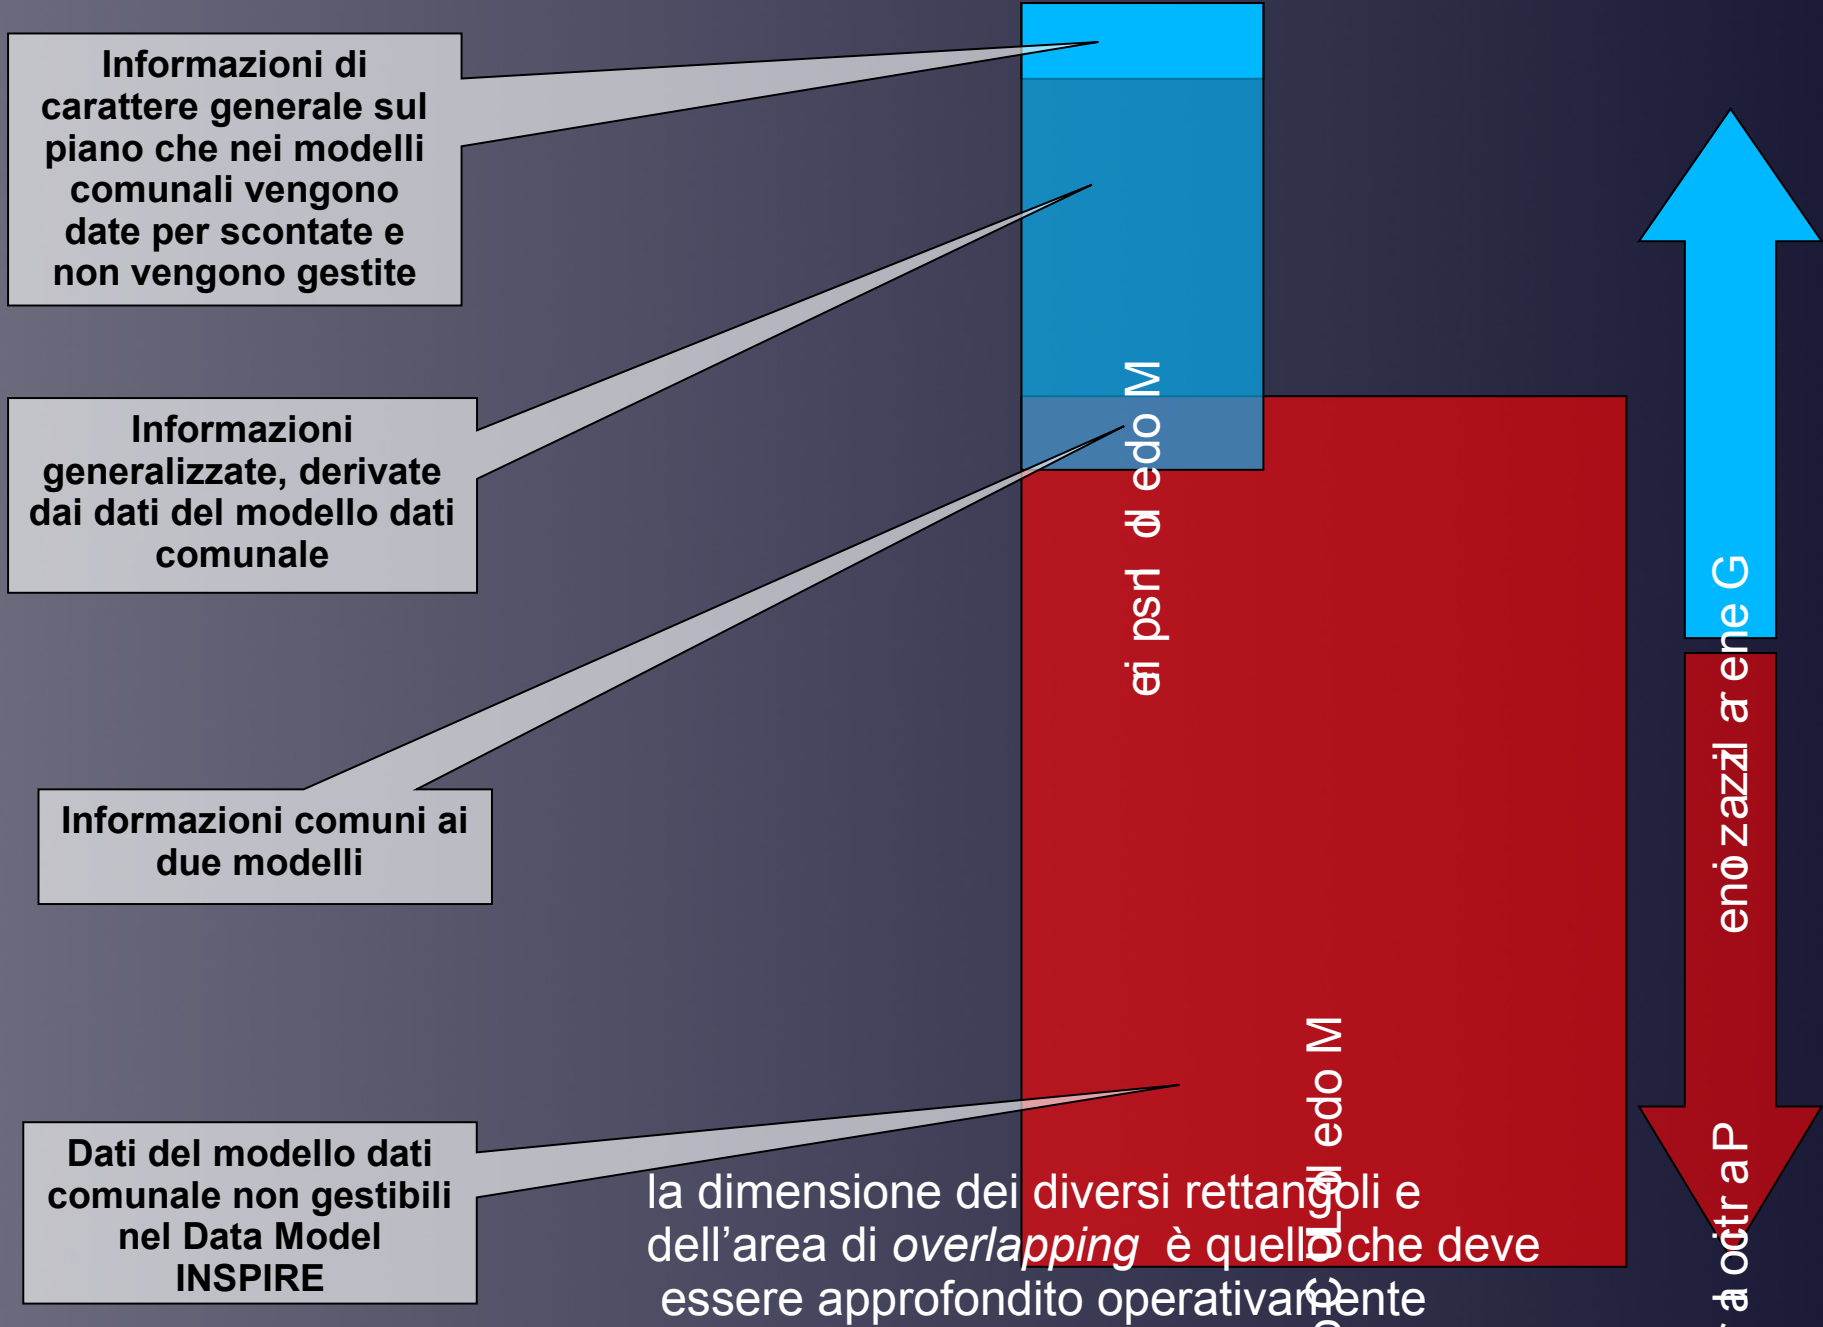 Informazioni di
carattere generale sul
piano che nei modelli
comunali vengono
date per scontate e
non vengono gestite
Informazioni
generalizzate, derivate
dai dati del modello dati
comunale
Informazioni comuni ai
due modelli
Dati del modello dati
comunale non gestibili
nel Data Model
INSPIRE
la dimensione dei diversi rettangoli e
dell’area di overlapping è quello che deve
essere approfondito operativamente